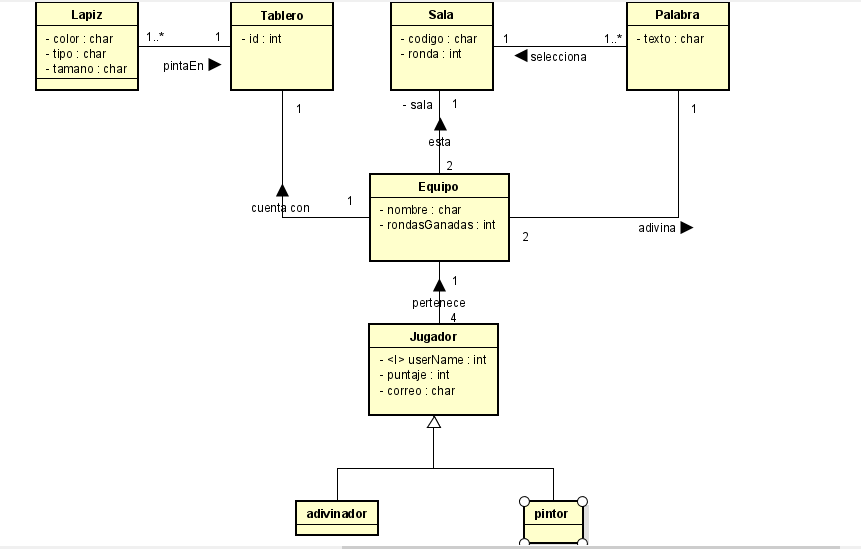 Lapiz
- color : char
- tipo : char
- tamano : char
1..*
1
pintaEn
Tablero
- id : int
1
cuenta con
1
Sala
- codigo : char
- ronda : int
1
1..*
selecciona
Palabra
- texto : char
1
- sala
1
esta
2
Equipo
- nombre : char
- rondasGanadas : int
2
adivina
1
pertenece
4
Jugador
- <I> userName : int
- puntaje : int
- correo : char
adivinador
pintor